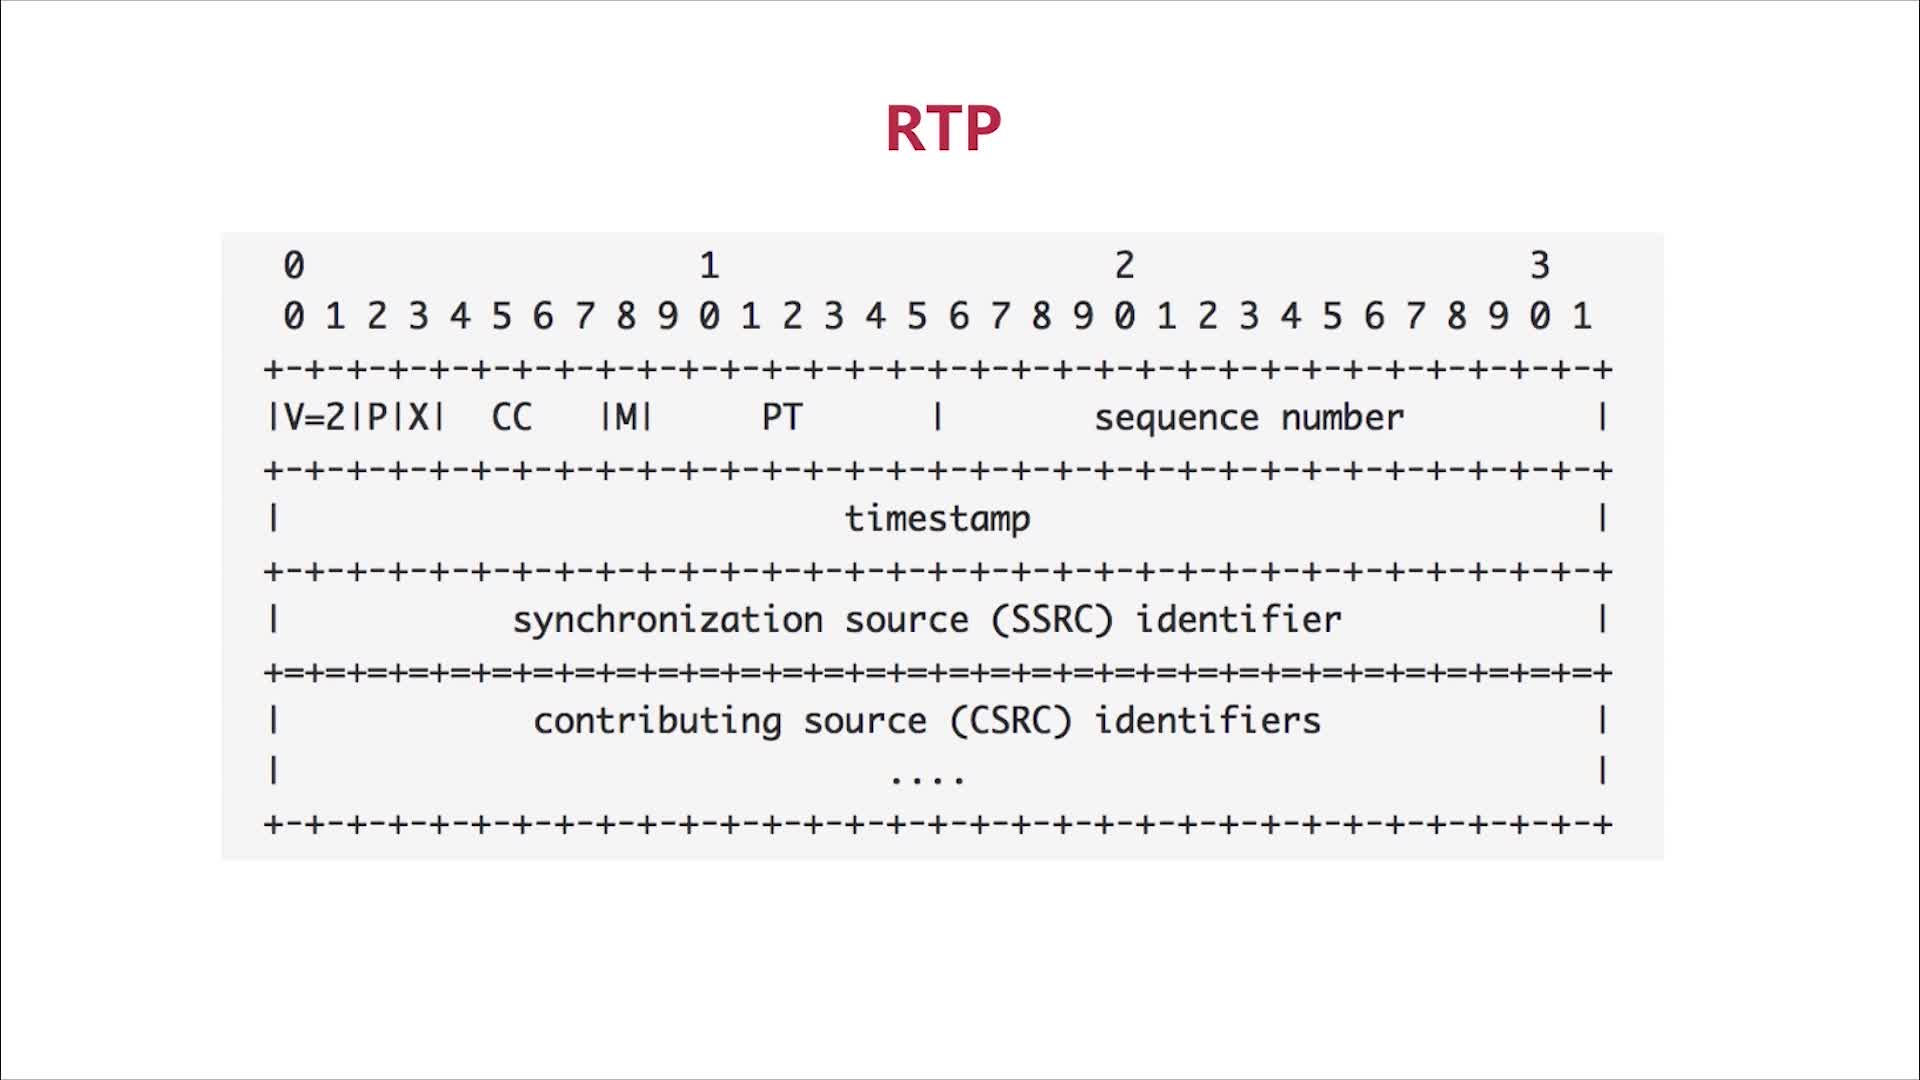 RTP
0                   1                   2                   3
0 1 2 3 4 5 6 7 8 9 0 1 2 3 4 5 6 7 8 9 0 1 2 3 4 5 6 7 8 9 0 1
+-+-+-+-+-+-+-+-+-+-+-+-+-+-+-+-+-+-+-+-+-+-+-+-+-+-+-+-+-+-+-+-+
|V=2|P|X|  CC   |M|     PT      |       sequence number         |
+-+-+-+-+-+-+-+-+-+-+-+-+-+-+-+-+-+-+-+-+-+-+-+-+-+-+-+-+-+-+-+-+
|                           timestamp                           |
+-+-+-+-+-+-+-+-+-+-+-+-+-+-+-+-+-+-+-+-+-+-+-+-+-+-+-+-+-+-+-+-+
|           synchronization source (SSRC) identifier            |
+=+=+=+=+=+=+=+=+=+=+=+=+=+=+=+=+=+=+=+=+=+=+=+=+=+=+=+=+=+=+=+=+
|            contributing source (CSRC) identifiers             |
|                             ....                              |
+-+-+-+-+-+-+-+-+-+-+-+-+-+-+-+-+-+-+-+-+-+-+-+-+-+-+-+-+-+-+-+-+